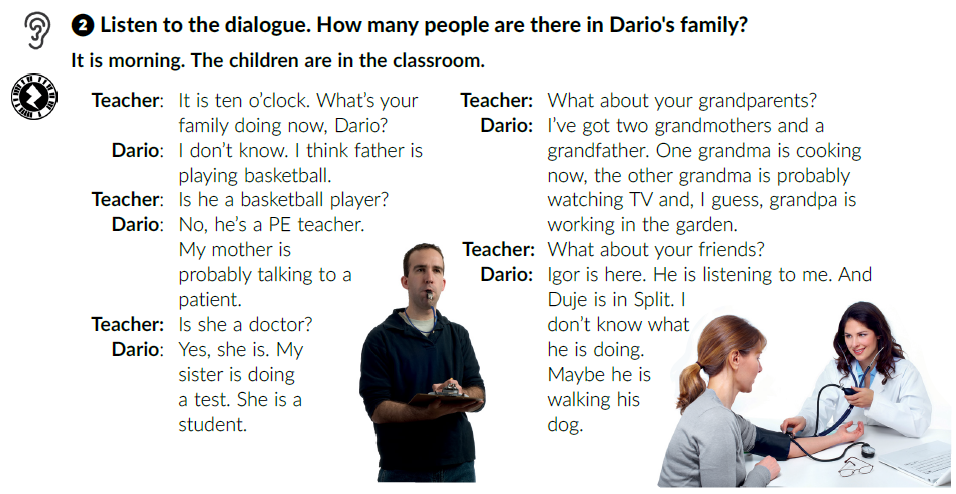 2 Listen to the dialogue. How many people are there in Dario's family?
It is morning. The children are in the classroom.
Teacher: It is ten o’clock. What’s your
family doing now, Dario?
Dario: I don’t know. I think father is
playing basketball.
Teacher: Is he a basketball player?
Dario: No, he’s a PE teacher.
My mother is
probably talking to a
patient.
Teacher: Is she a doctor?
Dario: Yes, she is. My
sister is doing
a test. She is a
student.
Teacher: What about your grandparents?
Dario: I’ve got two grandmothers and a
grandfather. One grandma is cooking
now, the other grandma is probably
watching TV and, I guess, grandpa is
working in the garden.
Teacher: What about your friends?
Dario: Igor is here. He is listening to me. And
Duje is in Split. I
don’t know what
he is doing.
Maybe he is
walking his
dog.